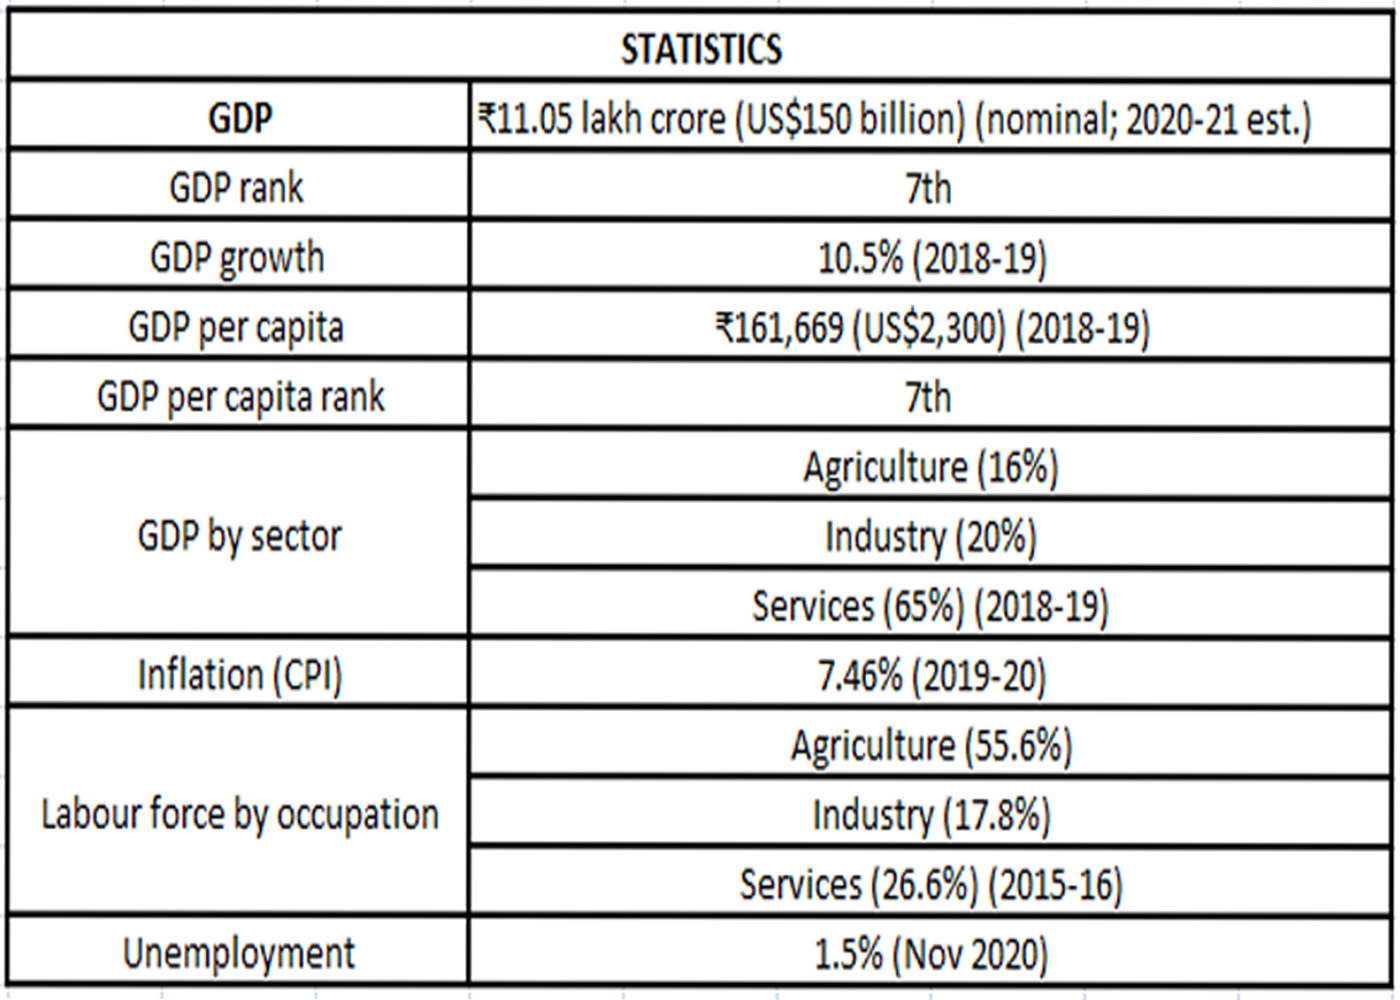 STATISTICS
GDP ₹11.05 lakh crore (US$150 billion) (nominal; 2020-21 est.)
GDP rank 7th
GDP growth 10.5% (2018-19)
GDP per capita ₹161,669 (US$2,300) (2018-19)
GDP per capita rank 7th
GDP by sector
Agriculture (16%)
Industry (20%)
Services (65%) (2018-19)
Inflation (CPI) 7.46% (2019-20)
Labour force by occupation
Agriculture (55.6%)
Industry (17.8%)
Services (26.6%) (2015-16)
Unemployment 1.5% (Nov 2020)